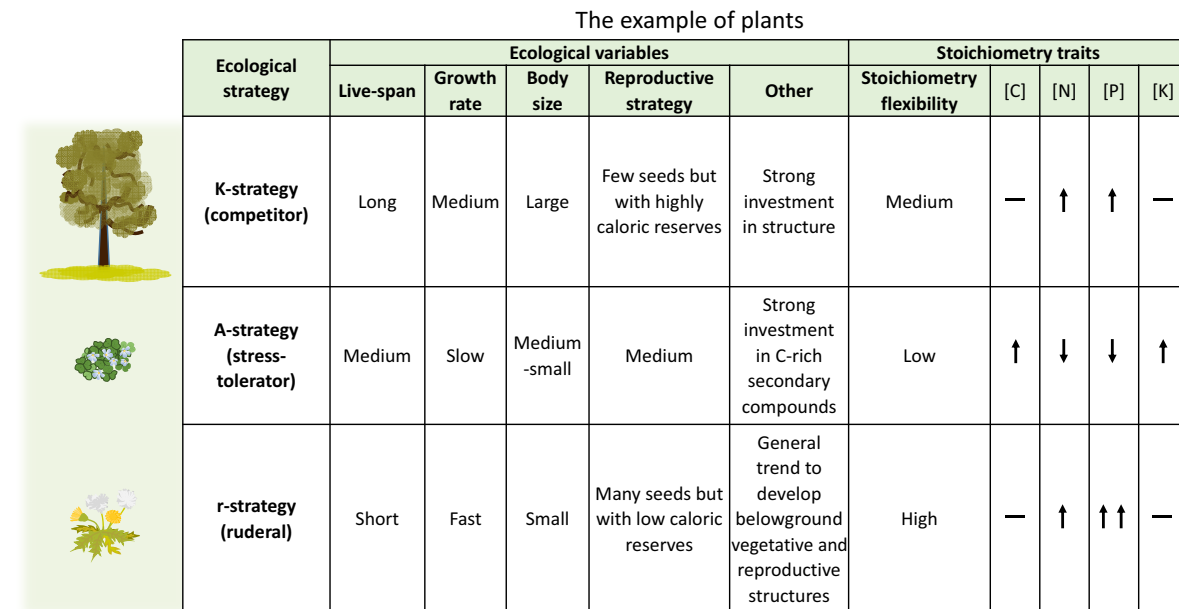 The example of plants
Ecological strategy
Ecological variables
Stoichiometry traits
Live-span
Growth rate
Body size
Reproductive strategy
Other
Stoichiometry flexibility
[C]
[N]
[P]
[K]
K-strategy
(competitor)
Long
Medium
Large
Few seeds but
with highly
caloric reserves
Strong
investment
in structure
Medium
—
↑
↑
—
A-strategy
(stress-
tolerator)
Medium
Slow
Medium
-small
Medium
Strong
investment
in C-rich
secondary
compounds
Low
↑
↓
↓
↑
r-strategy
(ruderal)
Short
Fast
Small
Many seeds but
with low caloric
reserves
General
trend to
develop
belowground
vegetative and
reproductive
structures
High
—
↑
↑↑
—